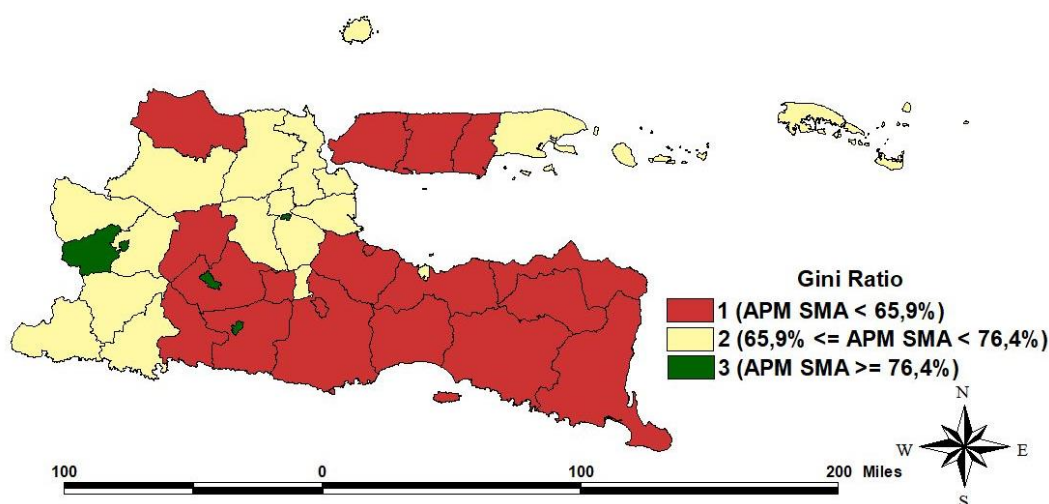 Gini Ratio
1 (APM SMA < 65,9%)
2 (65,9% <= APM SMA < 76,4%)
3 (APM SMA >= 76,4%)
N
W E
S
100 0 100 200 Miles